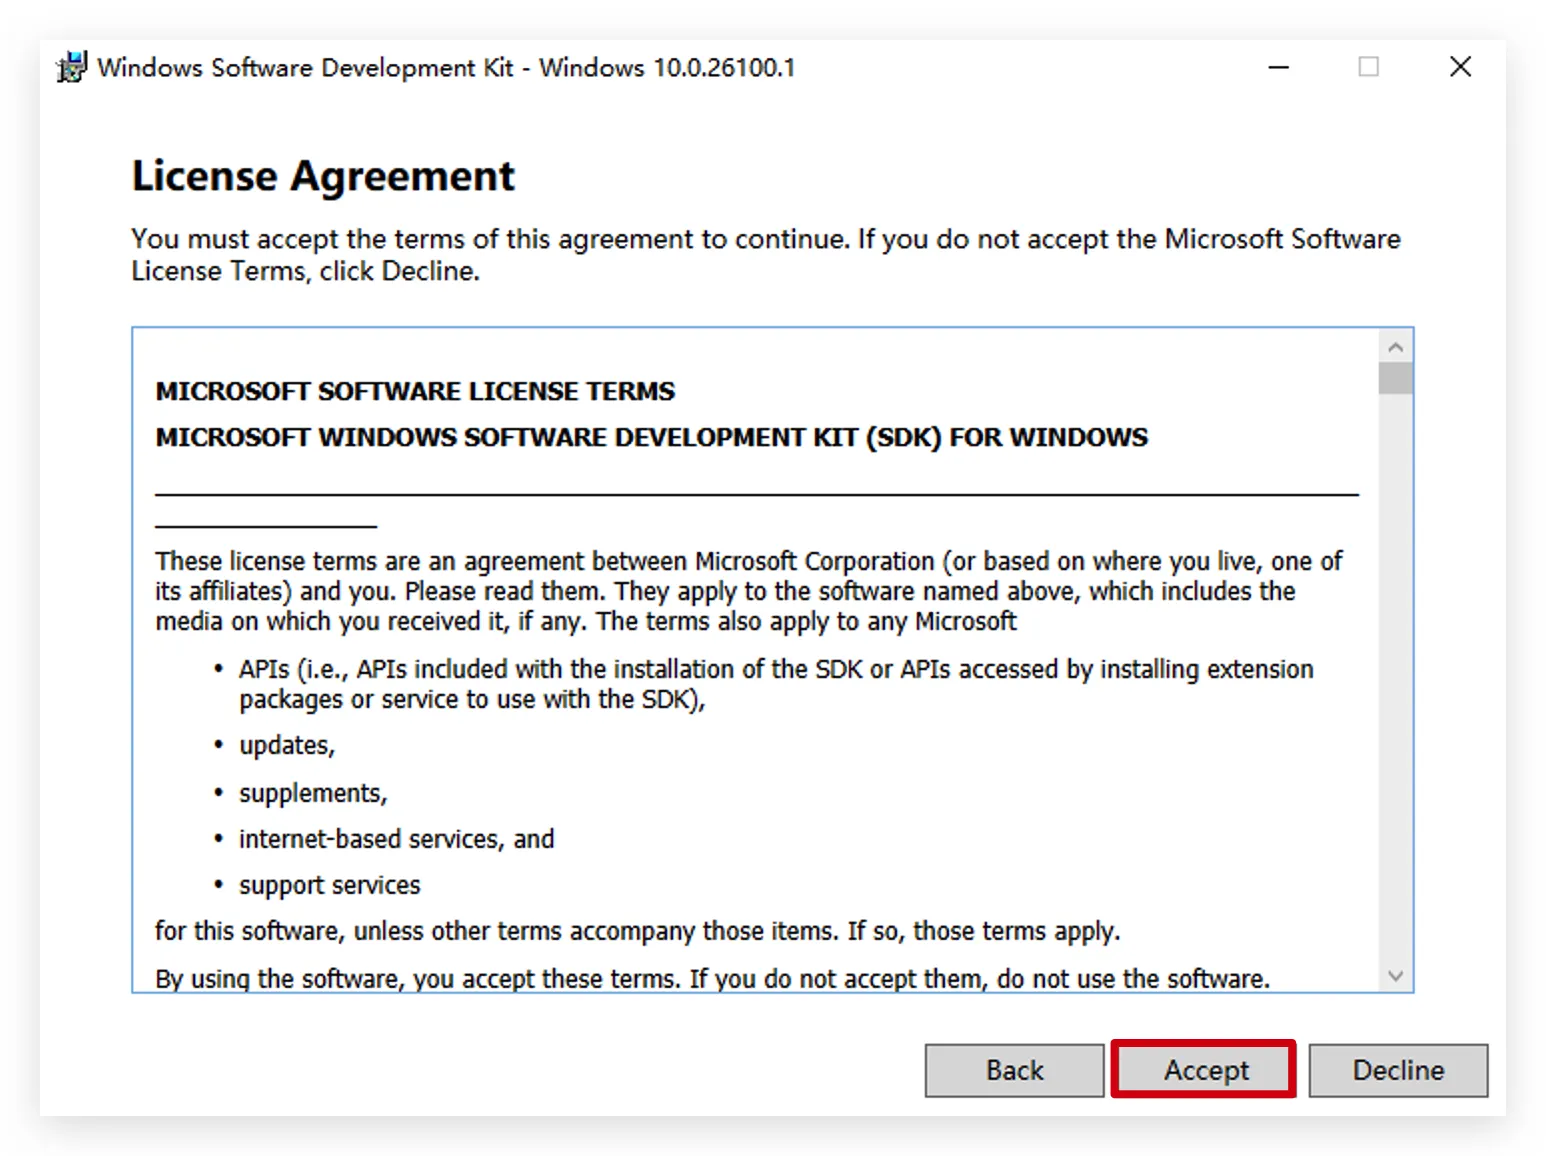 Windows Software Development Kit - Windows 10.0.26100.1
License Agreement
You must accept the terms of this agreement to continue. If you do not accept the Microsoft Software
License Terms, click Decline.
MICROSOFT SOFTWARE LICENSE TERMS
MICROSOFT WINDOWS SOFTWARE DEVELOPMENT KIT (SDK) FOR WINDOWS
These license terms are an agreement between Microsoft Corporation (or based on where you live, one of
its affiliates) and you. Please read them. They apply to the software named above, which includes the
media on which you received it, if any. The terms also apply to any Microsoft
• APIs (i.e., APIs included with the installation of the SDK or APIs accessed by installing extension
packages or service to use with the SDK),
• updates,
• supplements,
• internet-based services, and
• support services
for this software, unless other terms accompany those items. If so, those terms apply.
By using the software, you accept these terms. If you do not accept them, do not use the software.
Back Accept Decline